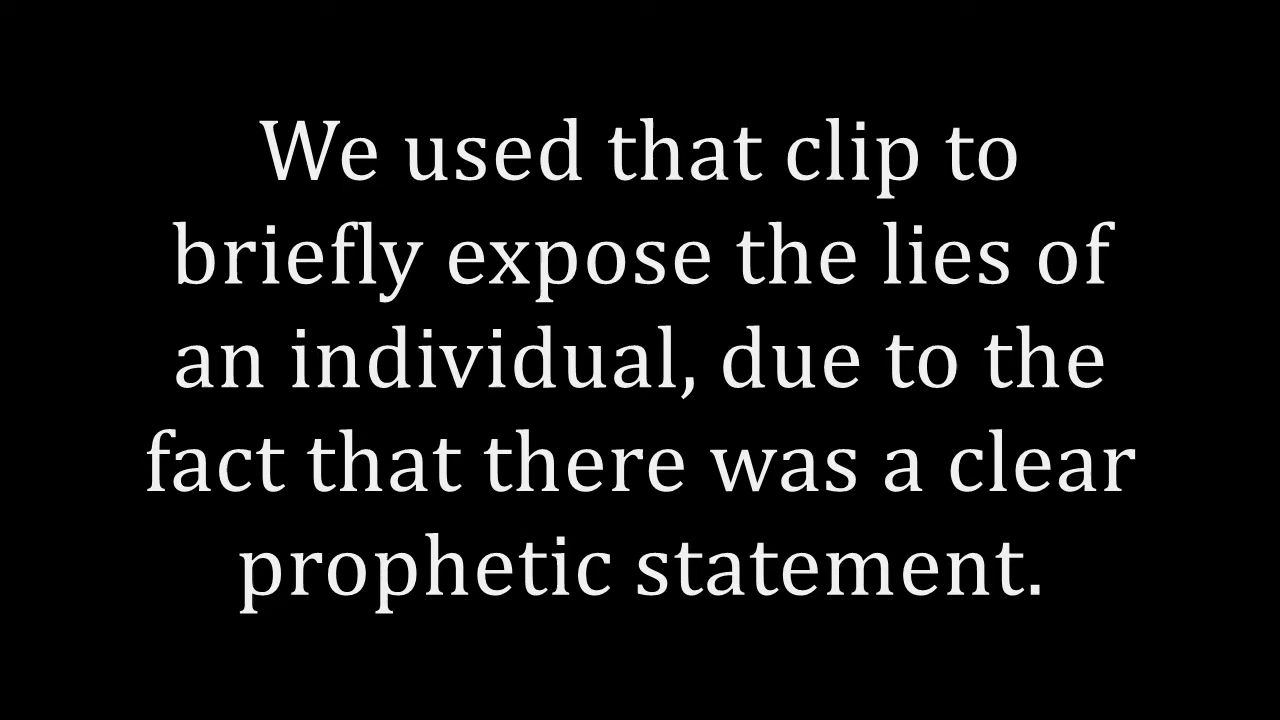 We used that clip to
briefly expose the lies of
an individual, due to the
fact that there was a clear
prophetic statement.